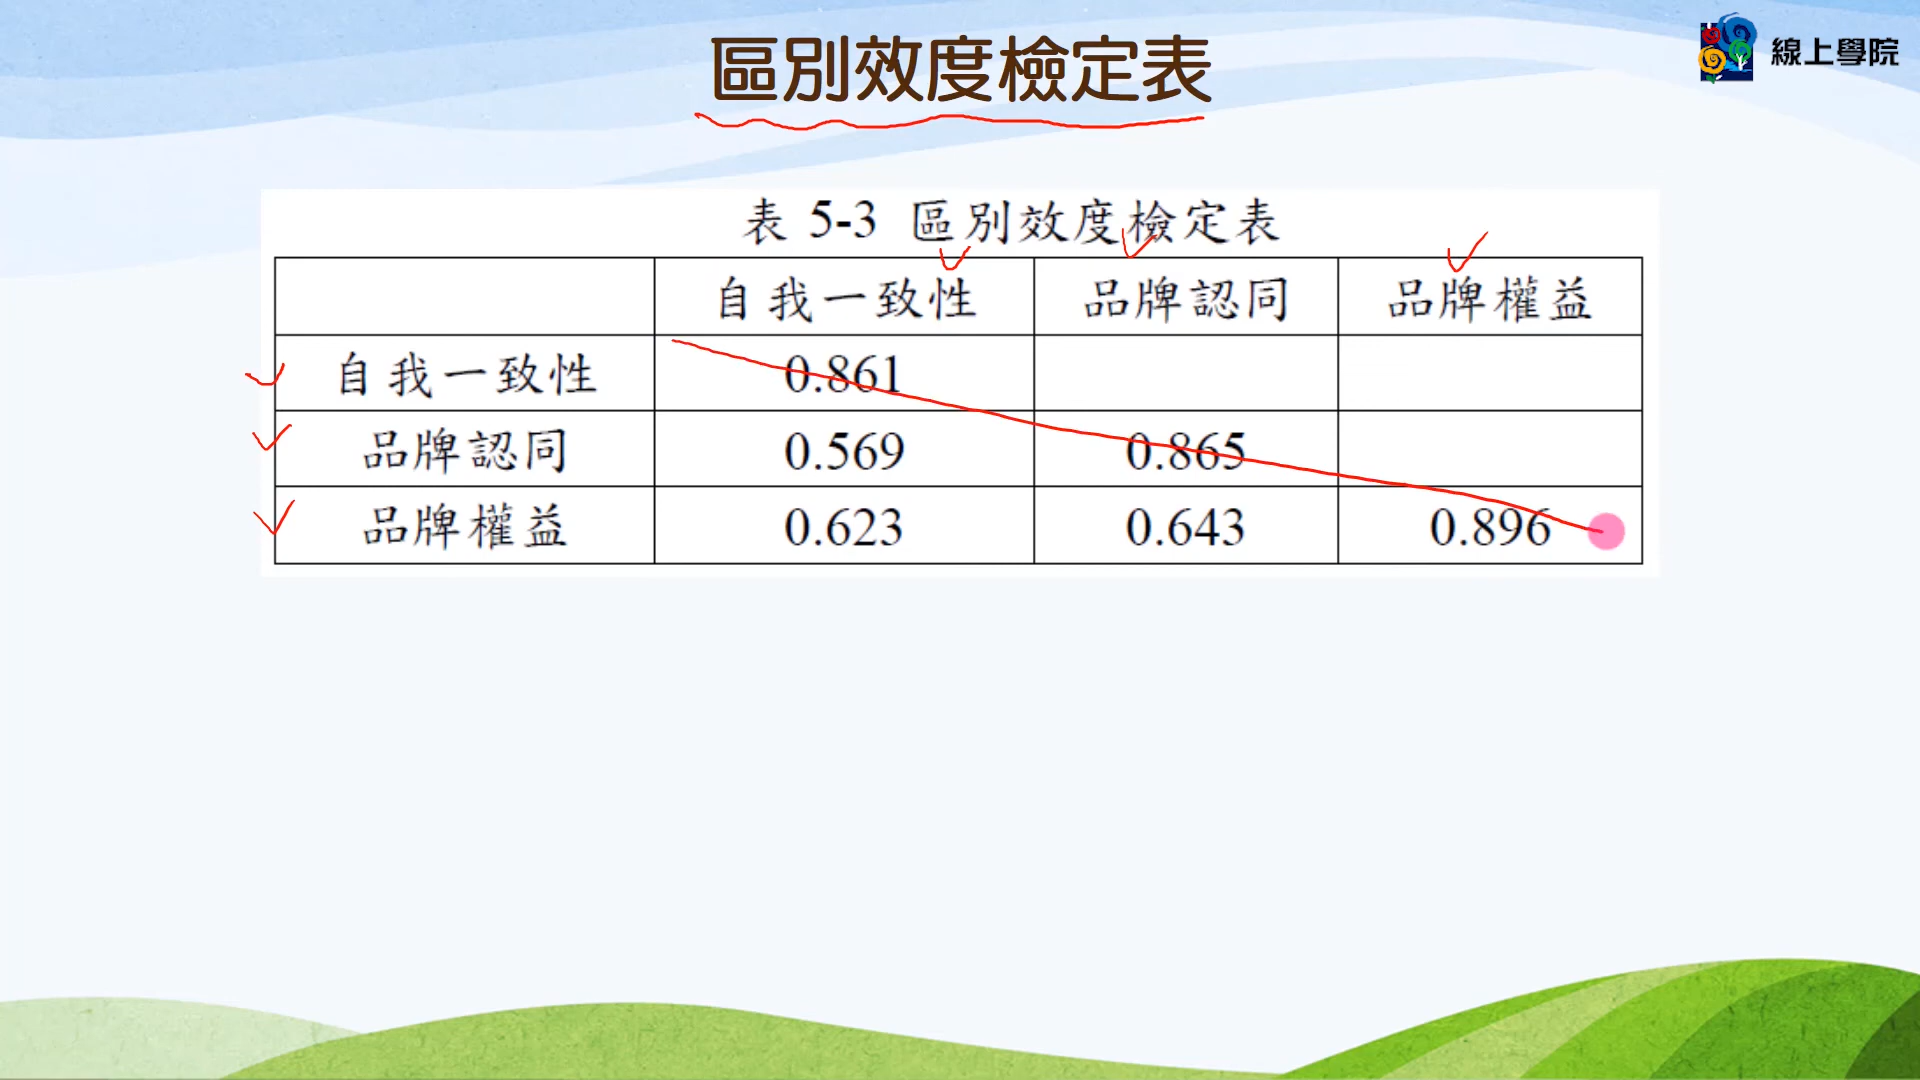 區別效度檢定表
線上學院
表 5-3 區別效度檢定表
自我一致性 品牌認同 品牌權益
自我一致性 0.861
品牌認同 0.569 0.865
品牌權益 0.623 0.643 0.896